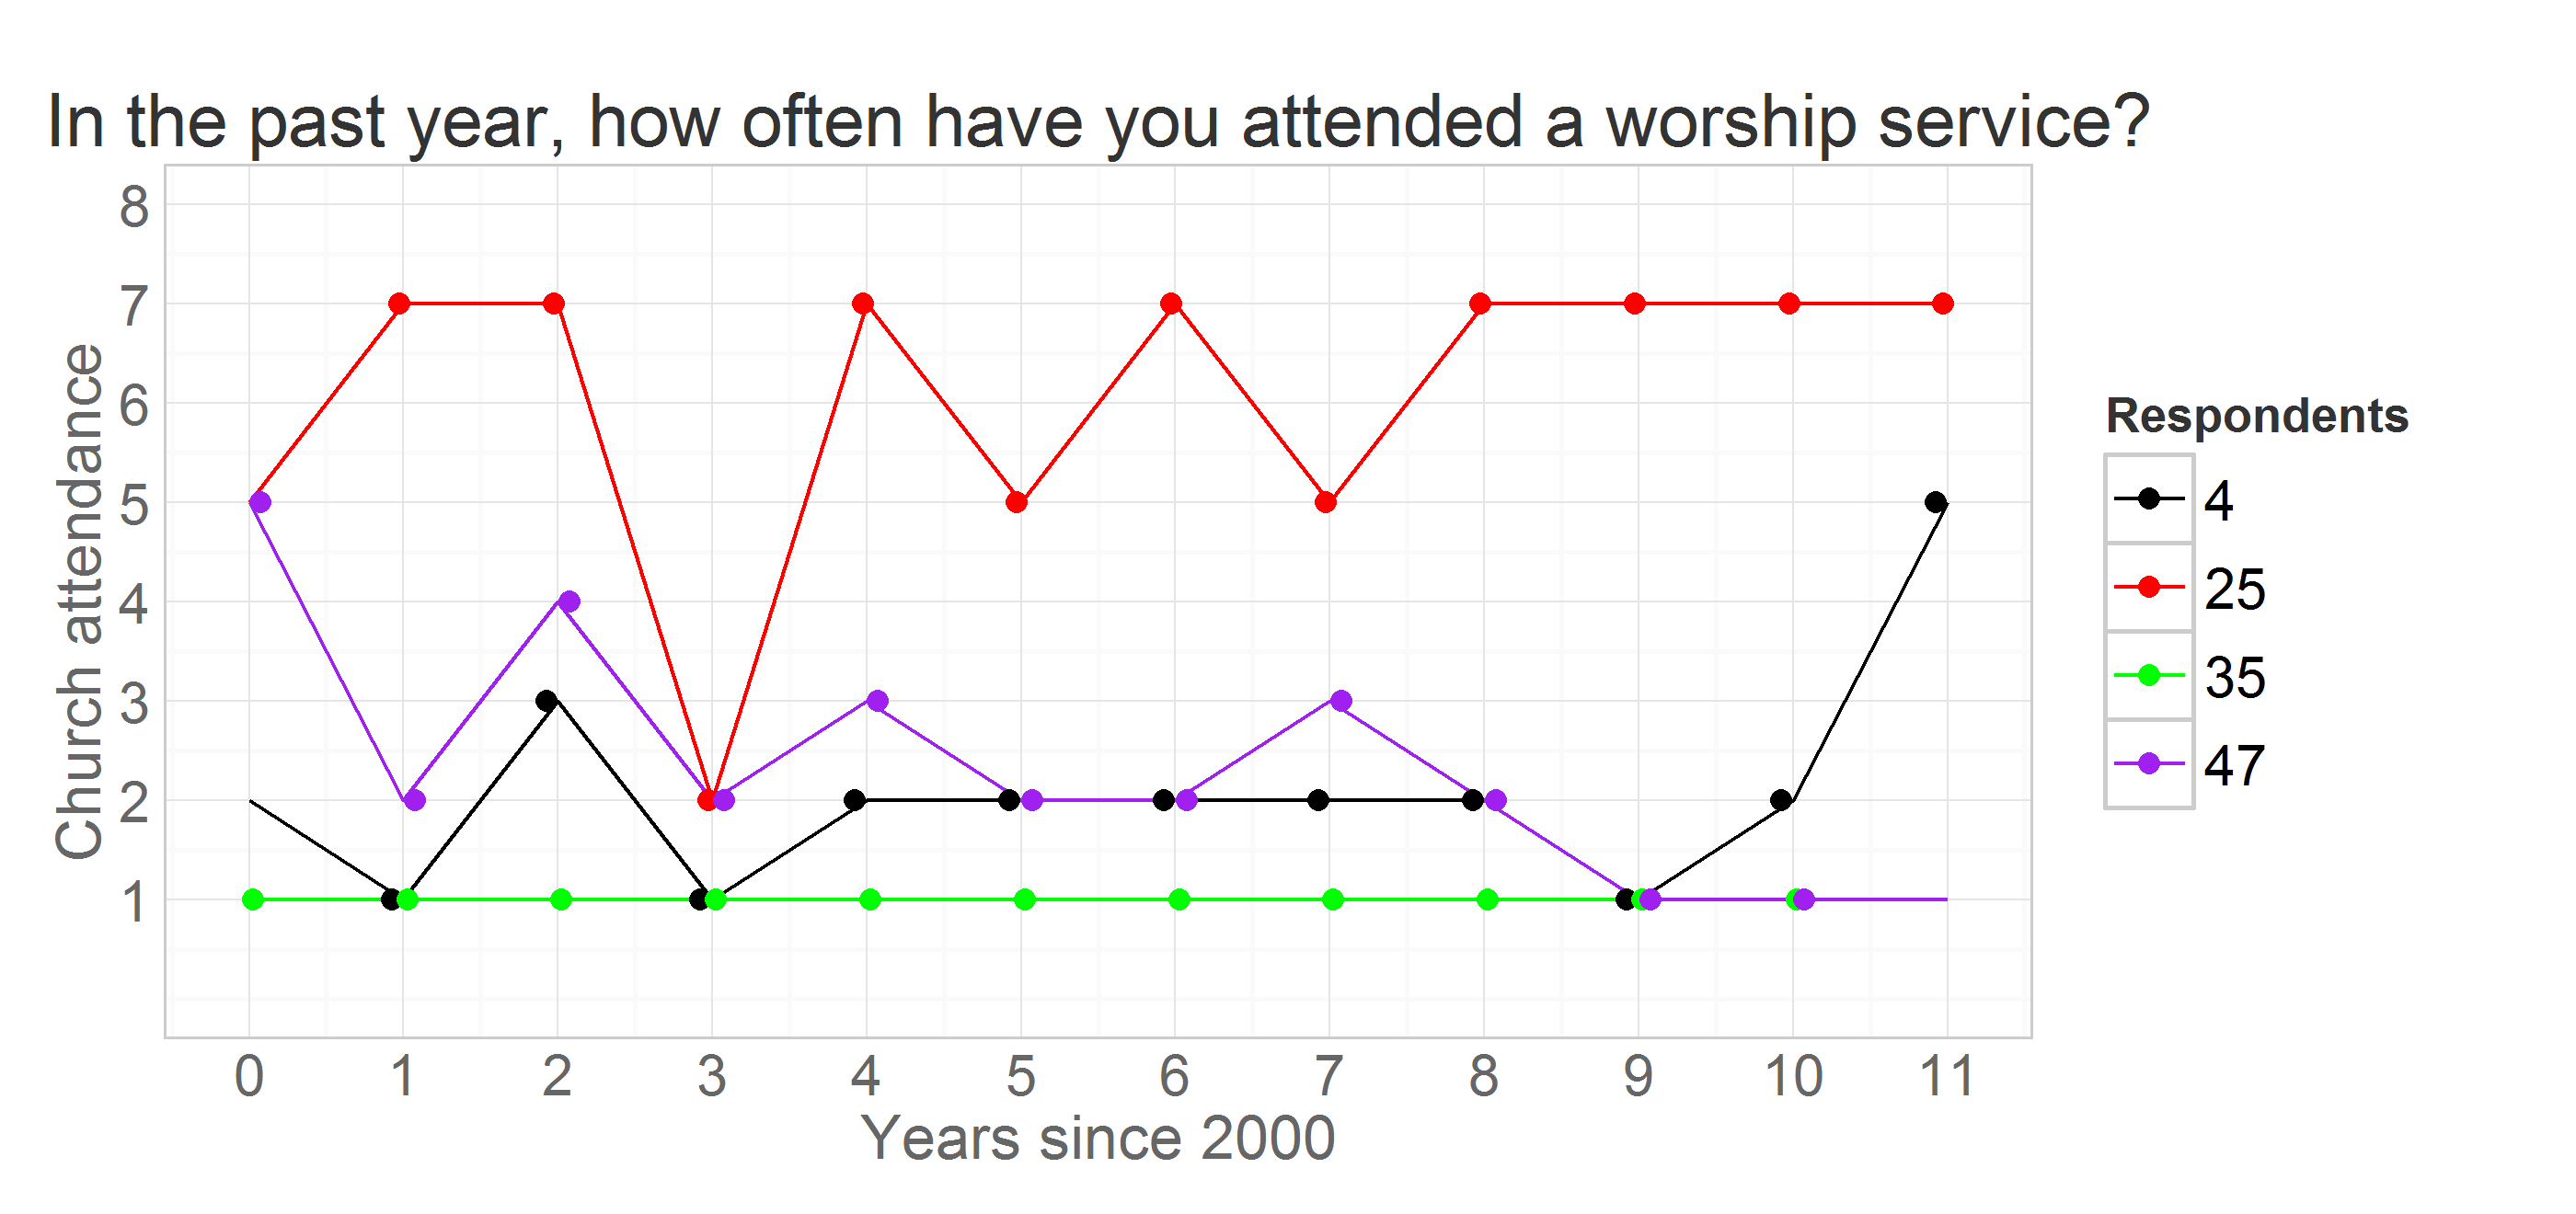 In the past year, how often have you attended a worship service?
8
7
6
5
4
3
2
1
Church attendance
0 1 2 3 4 5 6 7 8 9 10 11
Years since 2000
Respondents
4
25
35
47